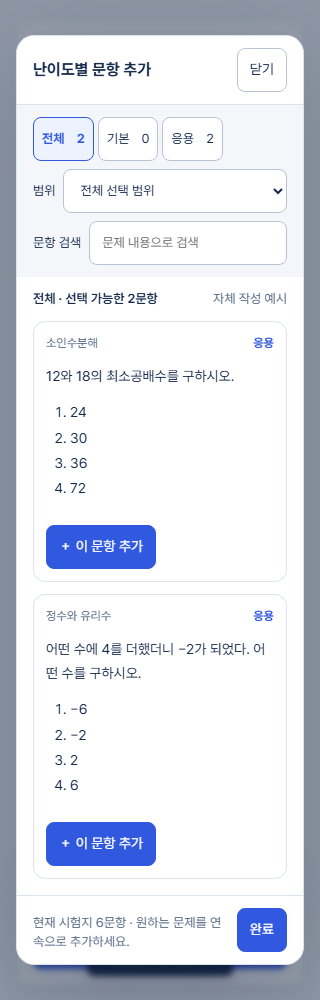 난이도별 문항 추가
닫기
전체 2
기본 0
응용 2
범위
전체 선택 범위
문항 검색
문제 내용으로 검색
전체 · 선택 가능한 2문항
자체 작성 예시
소인수분해
응용
12와 18의 최소공배수를 구하시오.
1. 24
2. 30
3. 36
4. 72
+ 이 문항 추가
정수와 유리수
응용
어떤 수에 4를 더했더니 −2가 되었다. 어
떤 수를 구하시오.
1. −6
2. −2
3. 2
4. 6
+ 이 문항 추가
현재 시험지 6문항 · 원하는 문제를 연
속으로 추가하세요.
완료